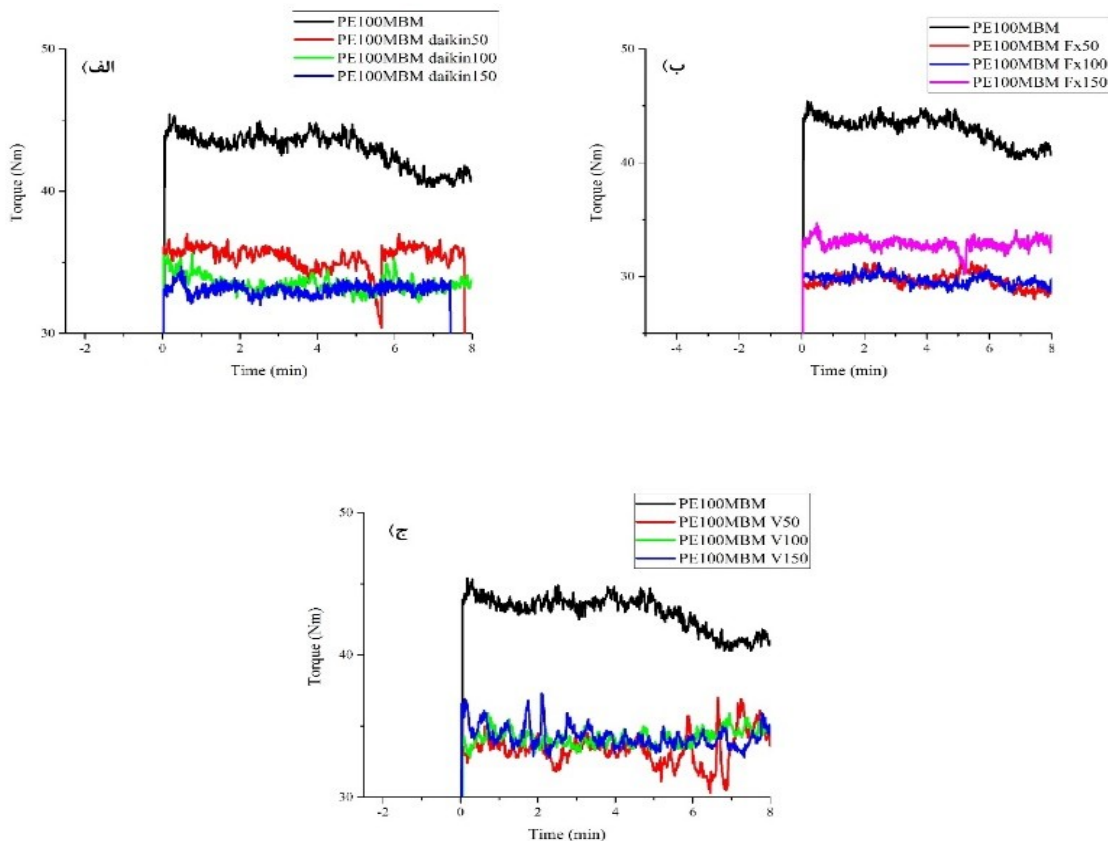 PE100MBM
PE100MBM daikin50
PE100MBM daikin100
PE100MBM daikin150
الف)
50
40
30
Torque (Nm)
-2
0
2
4
6
8
Time (min)
PE100MBM
PE100MBM Fx50
PE100MBM Fx100
PE100MBM Fx150
ب)
50
40
30
Torque (Nm)
-4
-2
0
2
4
6
8
Time (min)
PE100MBM
PE100MBM V50
PE100MBM V100
PE100MBM V150
ج)
50
40
30
Torque (Nm)
-2
0
2
4
6
8
Time (min)